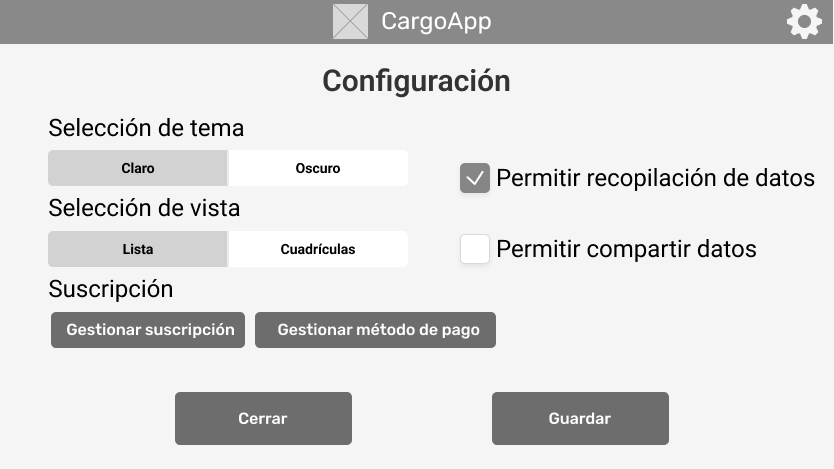 CargoApp
Configuración
Selección de tema
Claro Oscuro
Permitir recopilación de datos
Selección de vista
Lista Cuadrículas
Permitir compartir datos
Suscripción
Gestionar suscripción Gestionar método de pago
Cerrar Guardar